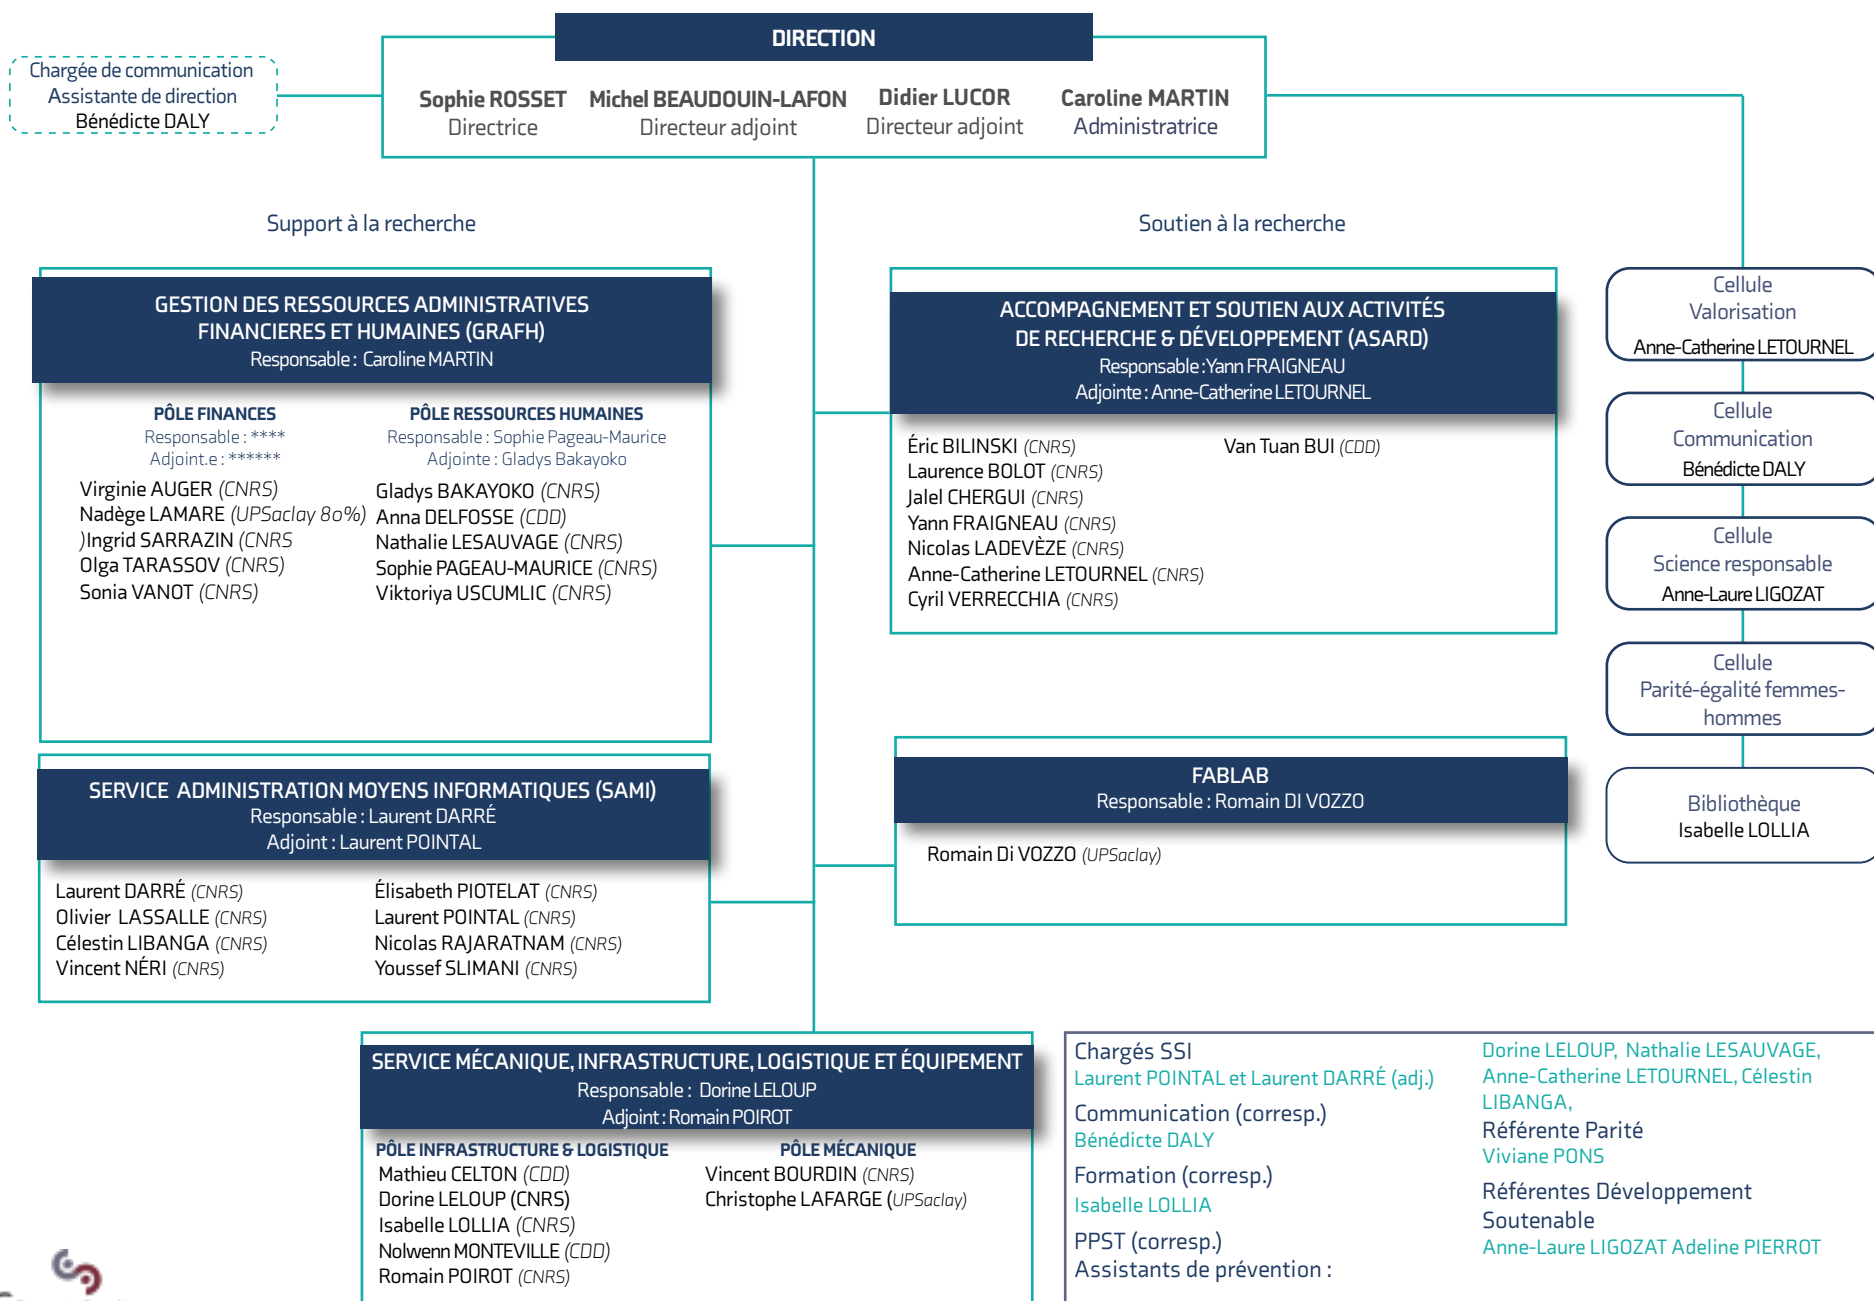 DIRECTION
Chargée de communication
Assistante de direction
Bénédicte DALY
Sophie ROSSET
Directrice
Michel BEAUDOUIN-LAFON
Directeur adjoint
Didier LUCOR
Directeur adjoint
Caroline MARTIN
Administratrice
Support à la recherche
Soutien à la recherche
GESTION DES RESSOURCES ADMINISTRATIVES
FINANCIERES ET HUMAINES (GRAFH)
Responsable : Caroline MARTIN
PÔLE FINANCES
Responsable : ****
Adjoint.e : ******
Virginie AUGER (CNRS)
Nadège LAMARE (UPSaclay 80%)
)Ingrid SARRAZIN (CNRS
Olga TARASSOV (CNRS)
Sonia VANOT (CNRS)
PÔLE RESSOURCES HUMAINES
Responsable : Sophie Pageau-Maurice
Adjointe : Gladys Bakayoko
Gladys BAKAYOKO (CNRS)
Anna DELFOSSE (CDD)
Nathalie LESAUVAGE (CNRS)
Sophie PAGEAU-MAURICE (CNRS)
Viktoriya USCUMLIC (CNRS)
ACCOMPAGNEMENT ET SOUTIEN AUX ACTIVITÉS
DE RECHERCHE & DÉVELOPPEMENT (ASARD)
Responsable :Yann FRAIGNEAU
Adjointe : Anne-Catherine LETOURNEL
Éric BILINSKI (CNRS)
Laurence BOLOT (CNRS)
Jalel CHERGUI (CNRS)
Yann FRAIGNEAU (CNRS)
Nicolas LADEVÈZE (CNRS)
Anne-Catherine LETOURNEL (CNRS)
Cyril VERRECCHIA (CNRS)
Van Tuan BUI (CDD)
Cellule
Valorisation
Anne-Catherine LETOURNEL
Cellule
Communication
Bénédicte DALY
Cellule
Science responsable
Anne-Laure LIGOZAT
Cellule
Parité-égalité femmes-
hommes
Bibliothèque
Isabelle LOLLIA
SERVICE ADMINISTRATION MOYENS INFORMATIQUES (SAMI)
Responsable : Laurent DARRÉ
Adjoint : Laurent POINTAL
Laurent DARRÉ (CNRS)
Olivier LASSALLE (CNRS)
Célestin LIBANGA (CNRS)
Vincent NÉRI (CNRS)
Élisabeth PIOTELAT (CNRS)
Laurent POINTAL (CNRS)
Nicolas RAJARATNAM (CNRS)
Youssef SLIMANI (CNRS)
FABLAB
Responsable : Romain DI VOZZO
Romain Di VOZZO (UPSaclay)
SERVICE MÉCANIQUE, INFRASTRUCTURE, LOGISTIQUE ET ÉQUIPEMENT
Responsable : Dorine LELOUP
Adjoint : Romain POIROT
PÔLE INFRASTRUCTURE & LOGISTIQUE
Mathieu CELTON (CDD)
Dorine LELOUP (CNRS)
Isabelle LOLLIA (CNRS)
Nolwenn MONTEVILLE (CDD)
Romain POIROT (CNRS)
PÔLE MÉCANIQUE
Vincent BOURDIN (CNRS)
Christophe LAFARGE (UPSaclay)
Chargés SSI
Laurent POINTAL et Laurent DARRÉ (adj.)
Communication (corresp.)
Bénédicte DALY
Formation (corresp.)
Isabelle LOLLIA
PPST (corresp.)
Assistants de prévention :
Dorine LELOUP, Nathalie LESAUVAGE,
Anne-Catherine LETOURNEL, Célestin
LIBANGA,
Référente Parité
Viviane PONS
Référentes Développement
Soutenable
Anne-Laure LIGOZAT Adeline PIERROT